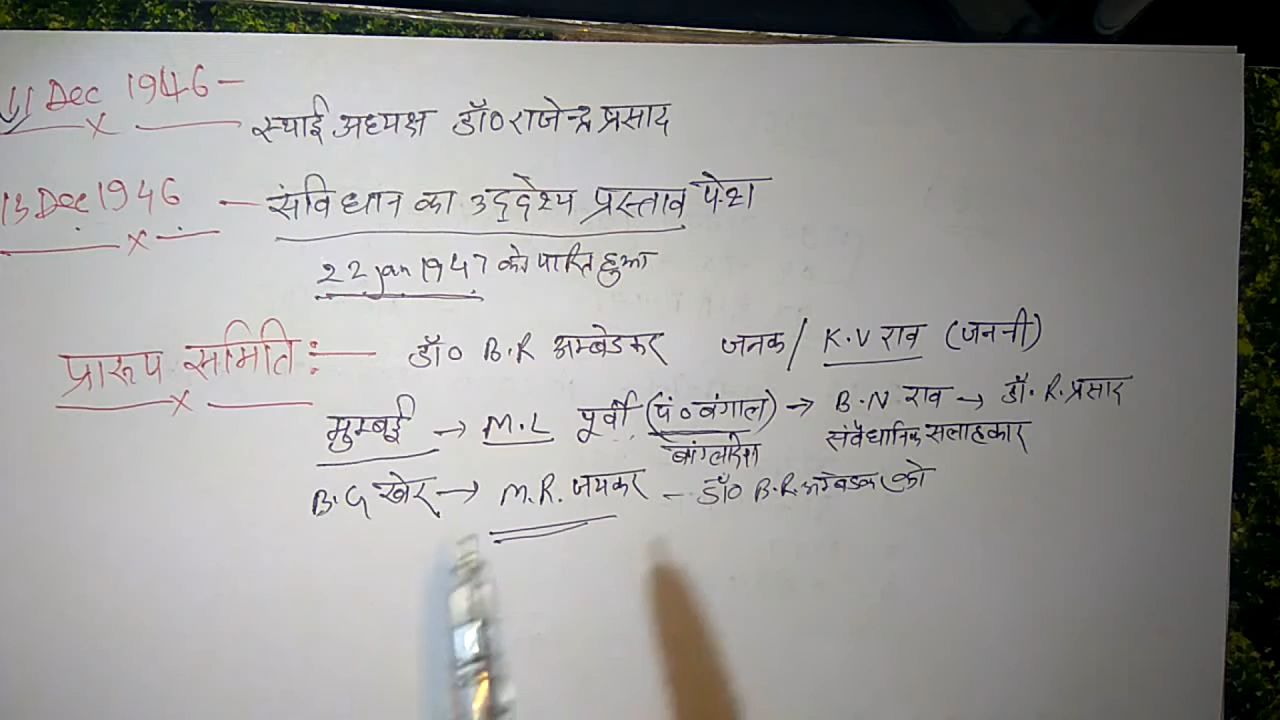 11 Dec 1946 -
स्थाई अध्यक्ष डॉ० राजेन्द्र प्रसाद
13 Dec 1946 - संविधान का उद्देश्य प्रस्ताव पेश
22 Jan 1947 को पारित हुआ
प्रारूप समिति :- डॉ० B.R अम्बेडकर जनक / K.V राव (जननी)
मुम्बई → M.L पूर्वी (पं० बंगाल) → B.N राव → डॉ. R. प्रसाद
बांग्लादेश संवैधानिक सलाहकार
B.G खेर → M.R. जयकर - डॉ० B.R. अम्बेडकर को